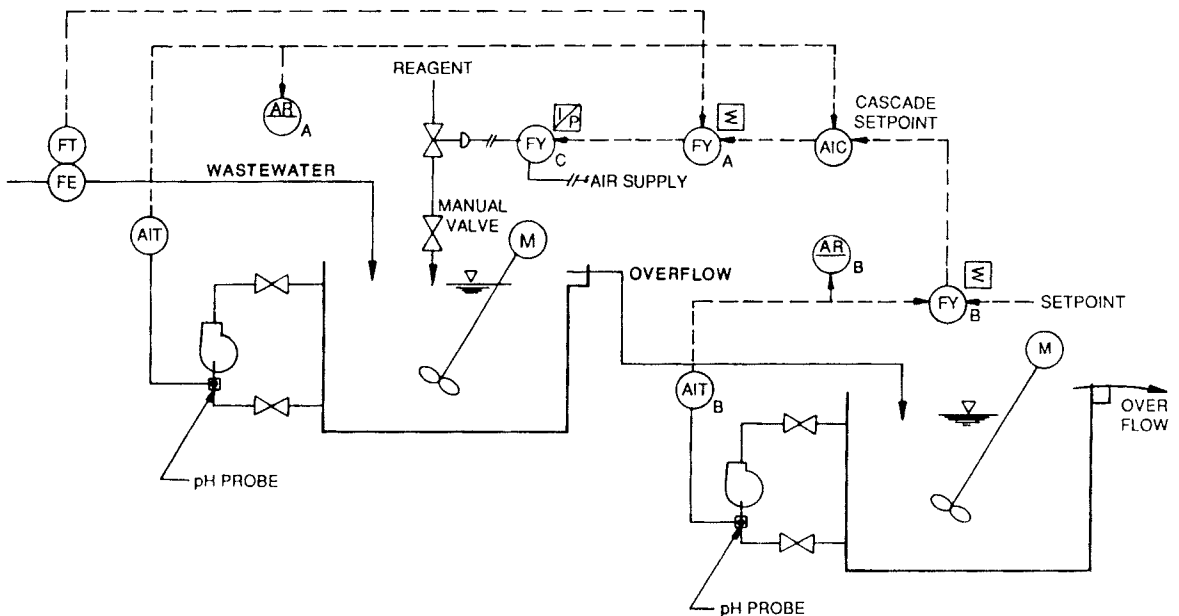 REAGENT
AR
A
CASCADE
SETPOINT
FT
I/P
W
FY
C
FY
A
AIC
FE
WASTEWATER
AIR SUPPLY
MANUAL
VALVE
AIT
M
AR
B
OVERFLOW
W
FY
B
SETPOINT
M
AIT
B
OVER
FLOW
pH PROBE
pH PROBE